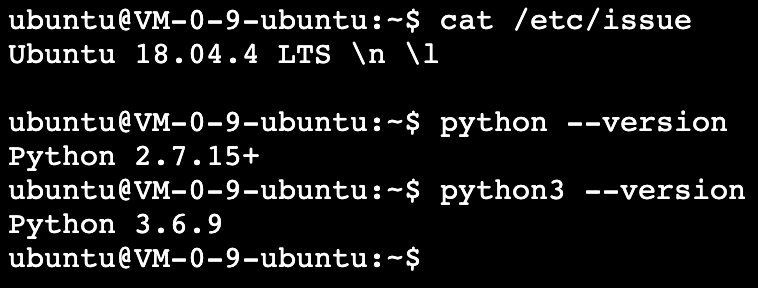 ubuntu@VM-0-9-ubuntu:~$ cat /etc/issue
Ubuntu 18.04.4 LTS \n \l
ubuntu@VM-0-9-ubuntu:~$ python --version
Python 2.7.15+
ubuntu@VM-0-9-ubuntu:~$ python3 --version
Python 3.6.9
ubuntu@VM-0-9-ubuntu:~$